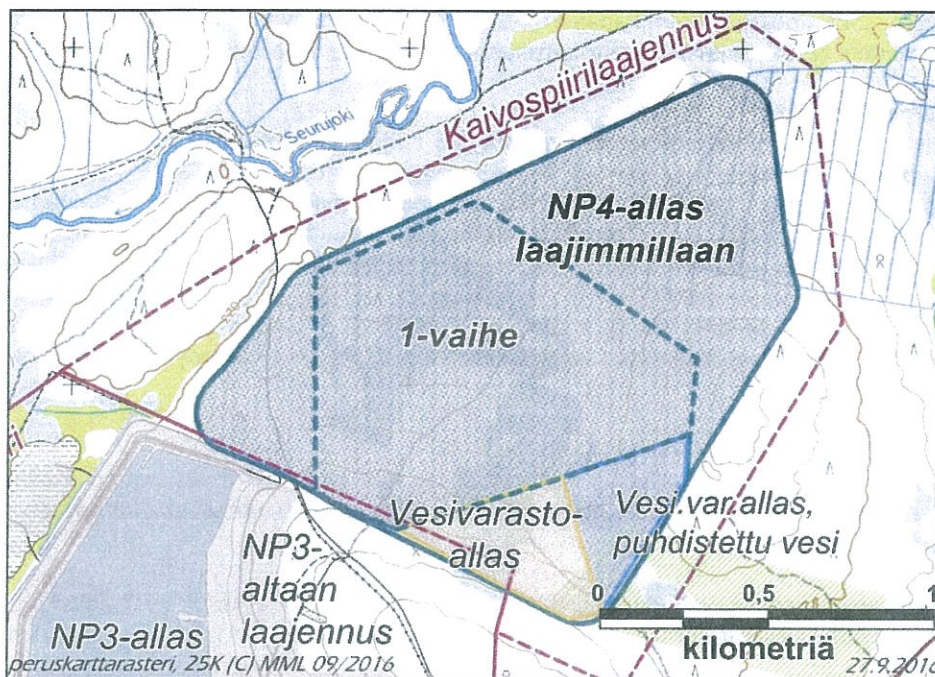 Kaivospiirilaajennus
Seurujoki
NP4-allas
laajimmillaan
1-vaihe
Vesivarasto-
allas
Vesi.var.allas,
puhdistettu vesi
NP3-
altaan
laajennus
NP3-allas
0 0,5 1
kilometriä
peruskarttarasteri, 25K (C) MML 09/2016
27.9.2016